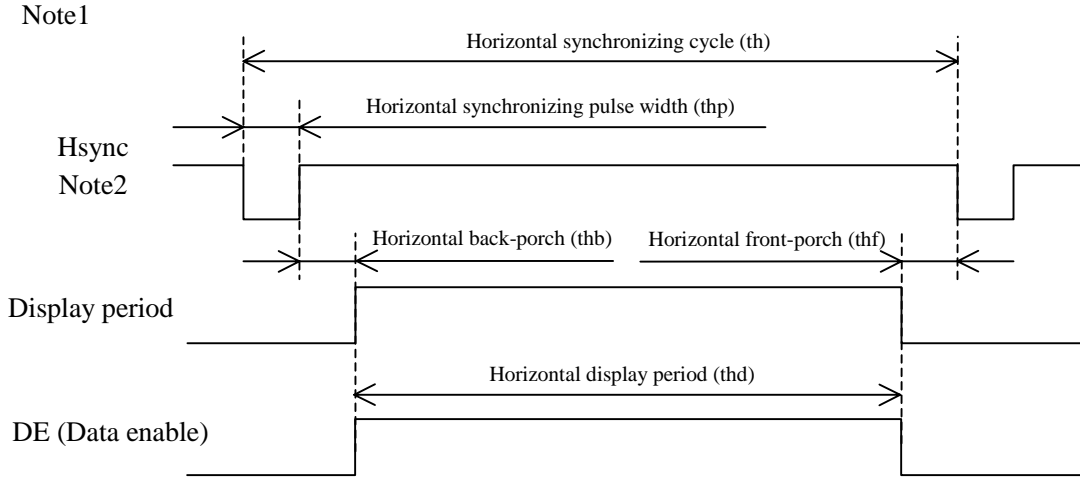 Note1
Horizontal synchronizing cycle (th)
Horizontal synchronizing pulse width (thp)
Hsync
Note2
Horizontal back-porch (thb)
Horizontal front-porch (thf)
Display period
Horizontal display period (thd)
DE (Data enable)